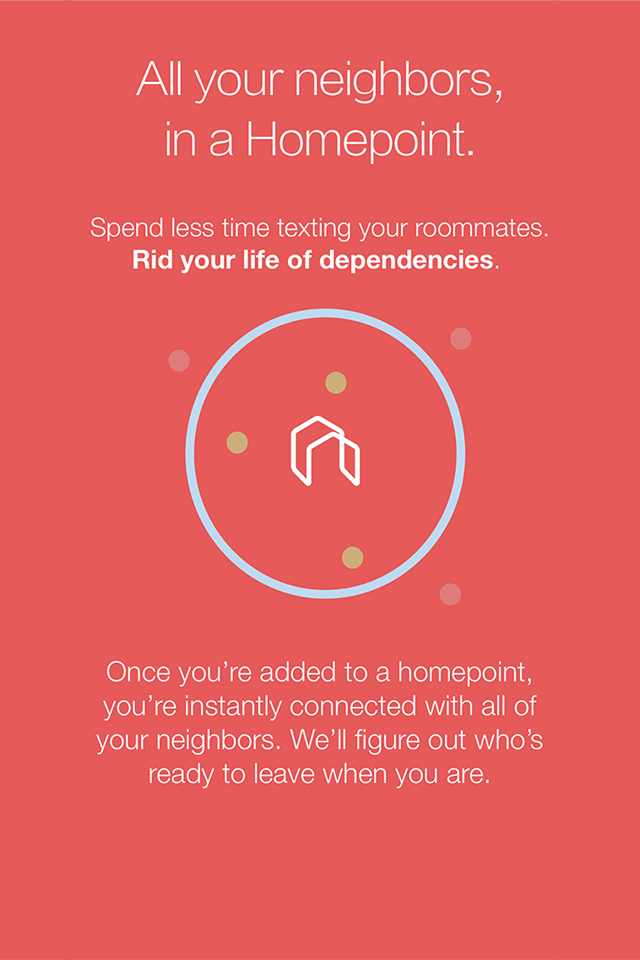 All your neighbors,
in a Homepoint.
Spend less time texting your roommates.
Rid your life of dependencies.
Once you’re added to a homepoint,
you’re instantly connected with all of
your neighbors. We’ll figure out who’s
ready to leave when you are.